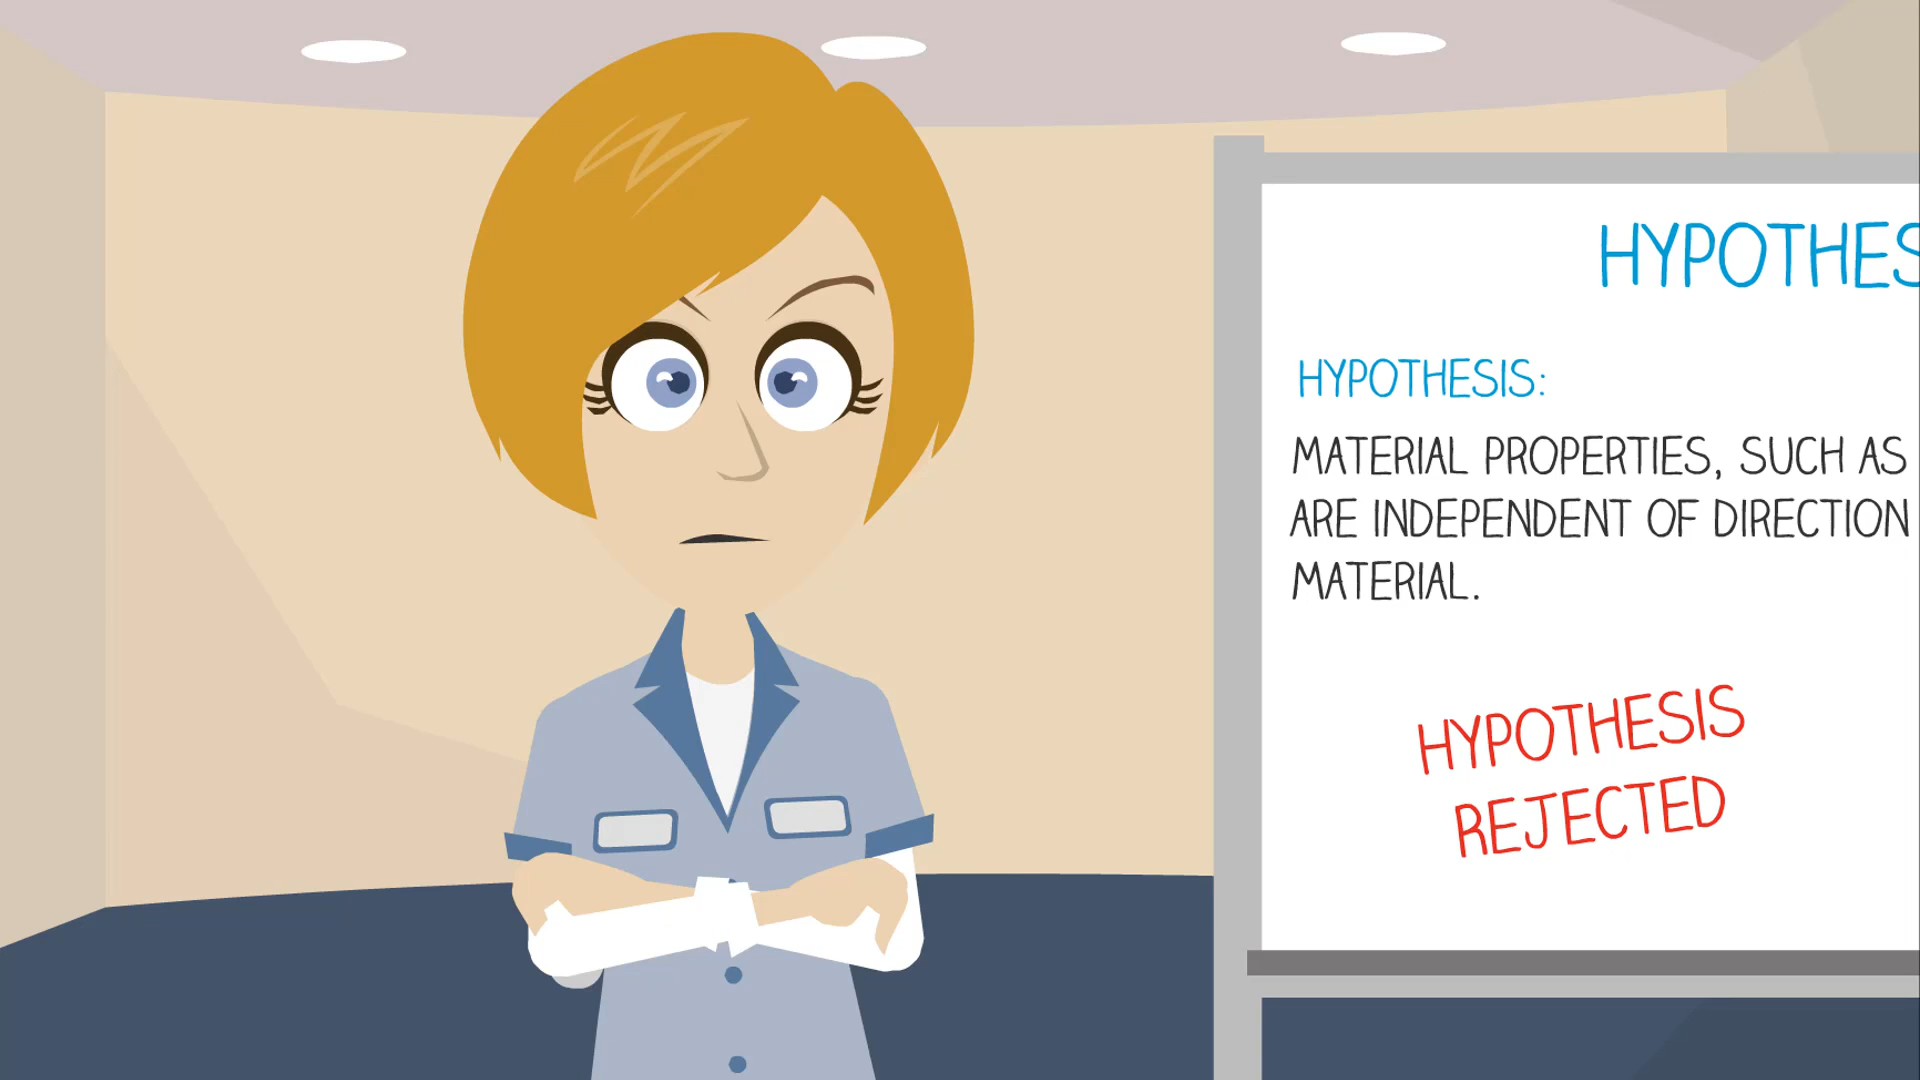 HYPOTHES
HYPOTHESIS:
MATERIAL PROPERTIES, SUCH AS
ARE INDEPENDENT OF DIRECTION
MATERIAL.
HYPOTHESIS
REJECTED